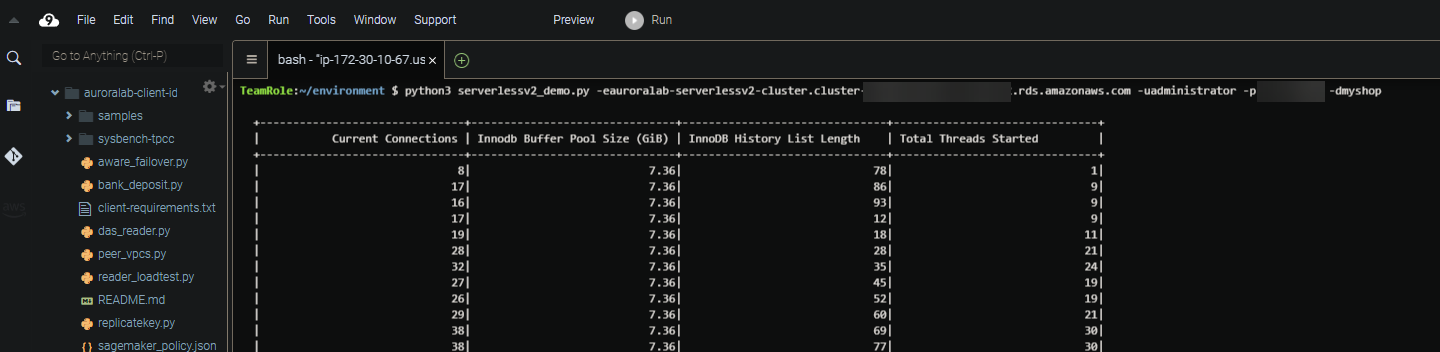 9 File Edit Find View Go Run Tools Window Support Preview Run
Go to Anything (Ctrl-P)
bash - "ip-172-30-10-67.us ×
auroralab-client-id
samples
sysbench-tpcc
aware_failover.py
bank_deposit.py
client-requirements.txt
das_reader.py
peer_vpcs.py
reader_loadtest.py
README.md
replicatekey.py
sagemaker_policy.json
aws
TeamRole:~/environment $ python3 serverlessv2_demo.py -eauroralab-serverlessv2-cluster.cluster- .rds.amazonaws.com -uadministrator -p -dmyshop
+------------------------------+------------------------------+------------------------------+------------------------------+
| Current Connections | Innodb Buffer Pool Size (GiB) | InnoDB History List Length | Total Threads Started |
+------------------------------+------------------------------+------------------------------+------------------------------+
| 8| 7.36| 78| 1|
| 17| 7.36| 86| 9|
| 16| 7.36| 93| 9|
| 17| 7.36| 12| 9|
| 19| 7.36| 18| 11|
| 28| 7.36| 28| 21|
| 32| 7.36| 35| 24|
| 27| 7.36| 45| 19|
| 26| 7.36| 52| 19|
| 29| 7.36| 60| 21|
| 38| 7.36| 69| 30|
| 38| 7.36| 77| 30|